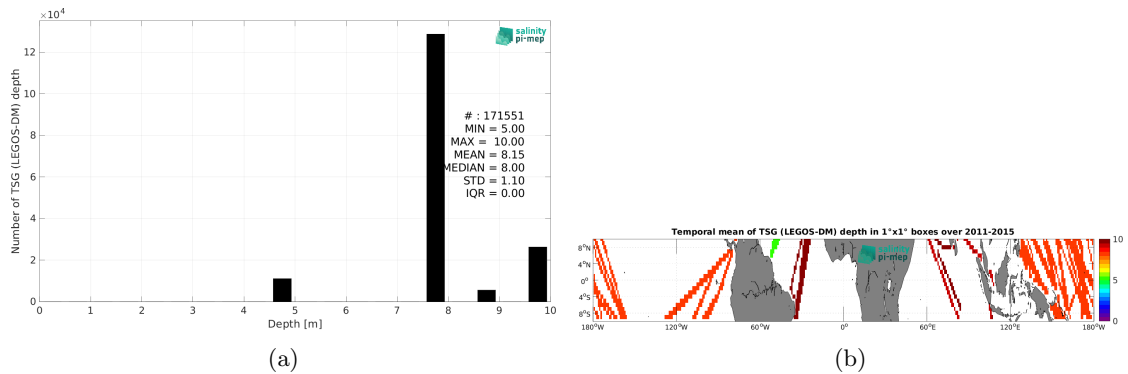 ×10⁴
12
10
8
6
4
2
0
Number of TSG (LEGOS-DM) depth
salinity
pi-mep
# : 171551
MIN = 5.00
MAX = 10.00
MEAN = 8.15
MEDIAN = 8.00
STD = 1.10
IQR = 0.00
0 1 2 3 4 5 6 7 8 9 10
Depth [m]
(a)
Temporal mean of TSG (LEGOS-DM) depth in 1°x1° boxes over 2011-2015
8°N
4°N
0°
4°S
8°S
salinity
pi-mep
180°W 120°W 60°W 0° 60°E 120°E 180°W
10
5
0
(b)